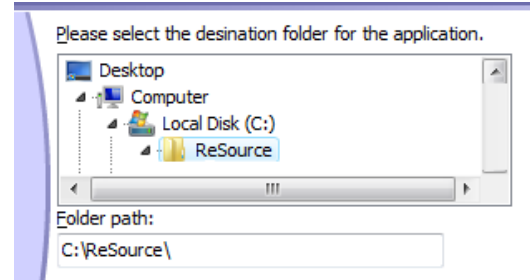 Please select the desination folder for the application.
Desktop
Computer
Local Disk (C:)
ReSource
Folder path:
C:\ReSource\